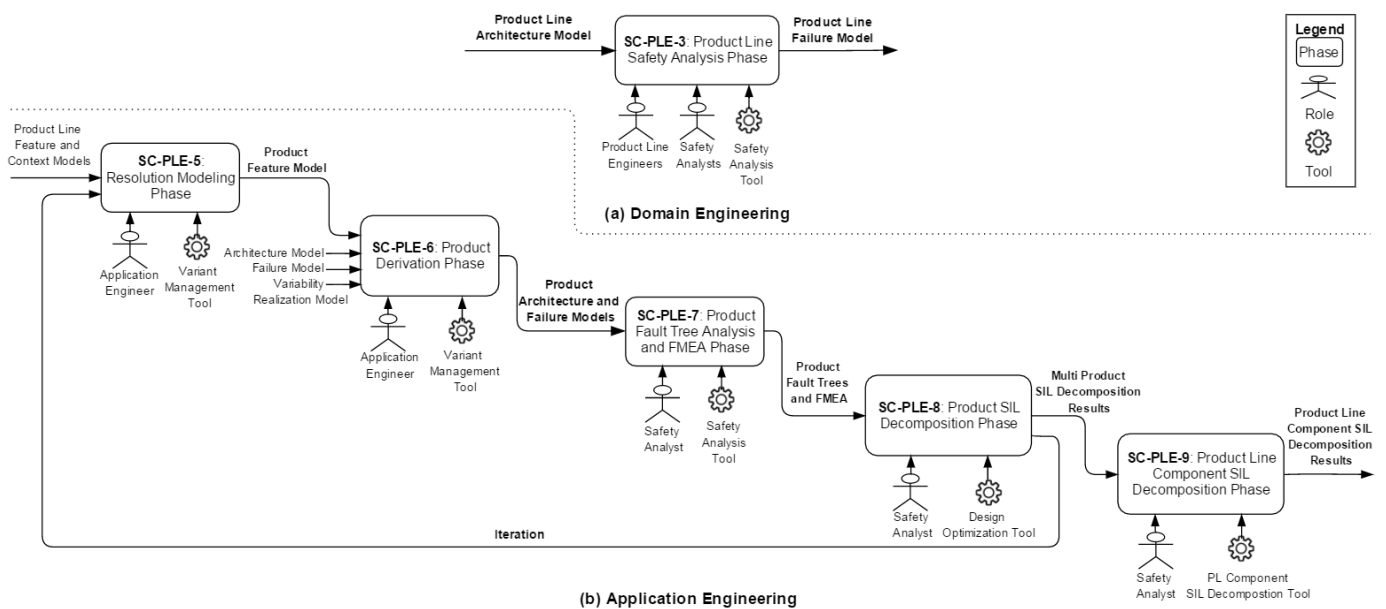 Product Line
Architecture Model
SC-PLE-3: Product Line
Safety Analysis Phase
Product Line
Failure Model
Product Line
Engineers
Safety
Analysts
Safety
Analysis
Tool
(a) Domain Engineering
Legend
Phase
Role
Tool
Product Line
Feature and
Context Models
SC-PLE-5:
Resolution Modeling
Phase
Application
Engineer
Variant
Management
Tool
Product
Feature Model
Architecture Model
Failure Model
Variability
Realization Model
SC-PLE-6: Product
Derivation Phase
Application
Engineer
Variant
Management
Tool
Product
Architecture and
Failure Models
SC-PLE-7: Product
Fault Tree Analysis
and FMEA Phase
Safety
Analyst
Safety
Analysis
Tool
Product
Fault Trees
and FMEA
SC-PLE-8: Product SIL
Decomposition Phase
Safety
Analyst
Design
Optimization Tool
Multi Product
SIL Decomposition
Results
SC-PLE-9: Product Line
Component SIL
Decomposition Phase
Safety
Analyst
PL Component
SIL Decompostion Tool
Product Line
Component SIL
Decomposition
Results
Iteration
(b) Application Engineering